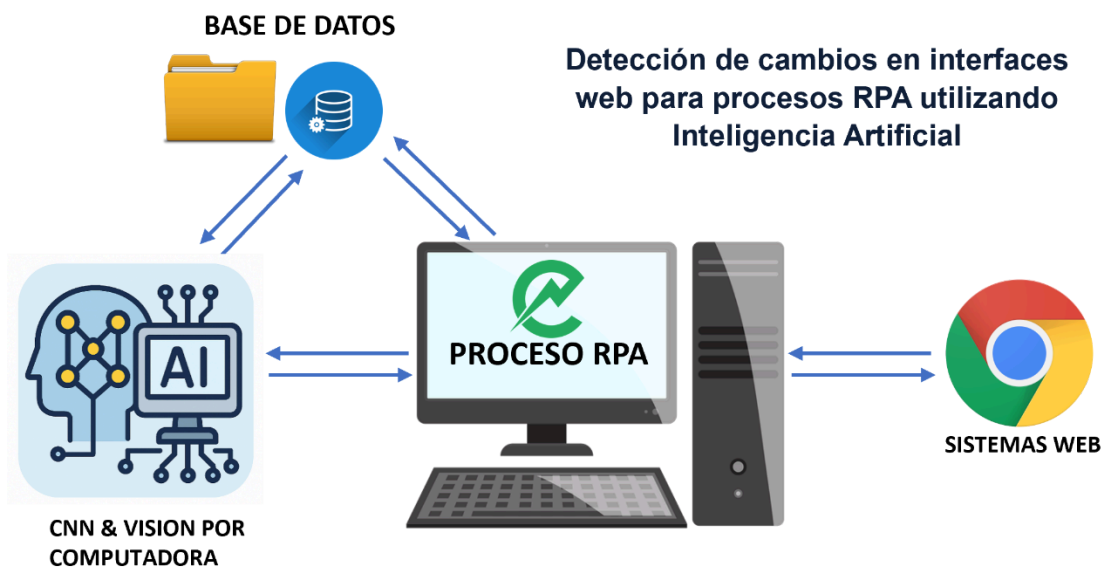 BASE DE DATOS
Detección de cambios en interfaces
web para procesos RPA utilizando
Inteligencia Artificial
AI
PROCESO RPA
SISTEMAS WEB
CNN & VISION POR
COMPUTADORA